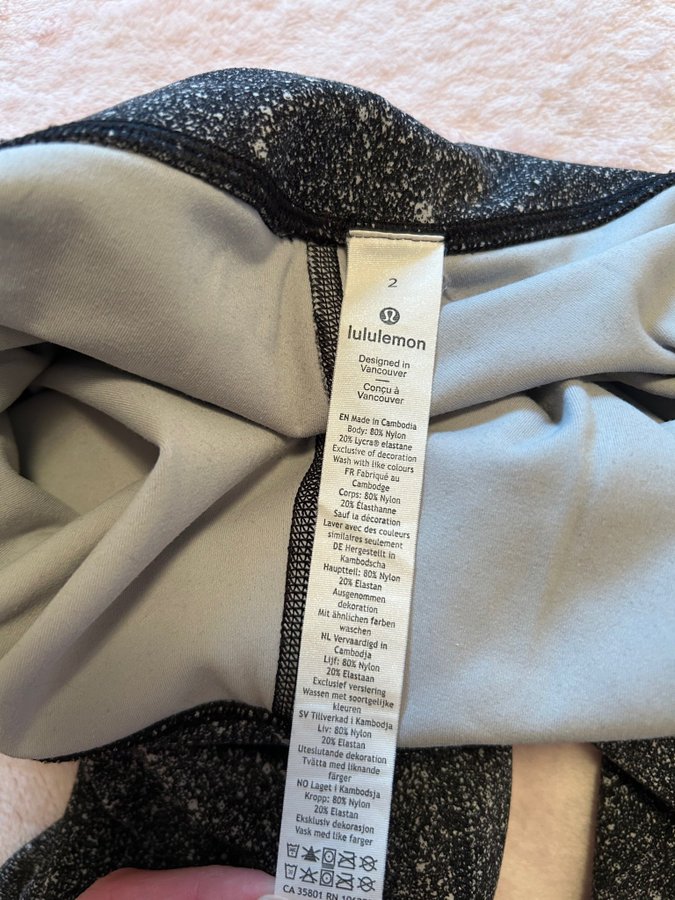 2
lululemon
Designed in
Vancouver
—
Conçu à
Vancouver
EN Made in Cambodia
Body: 80% Nylon
20% Lycra® elastane
Exclusive of decoration
Wash with like colours
FR Fabriqué au
Cambodge
Corps: 80% Nylon
20% Élasthanne
Sauf la décoration
Laver avec des couleurs
similaires seulement
DE Hergestellt in
Kambodscha
Hauptteil: 80% Nylon
20% Elastan
Ausgenommen
dekoration
Mit ähnlichen farben
waschen
NL Vervaardigd in
Cambodja
Lijf: 80% Nylon
20% Elastaan
Exclusief versiering
Wassen met soortgelijke
kleuren
SV Tillverkad i Kambodja
Liv: 80% Nylon
20% Elastan
Uteslutande dekoration
Tvätta med liknande
färger
NO Laget i Kambodsja
Kropp: 80% Nylon
20% Elastan
Eksklusiv dekorasjon
Vask med like farger
CA 35801 RN